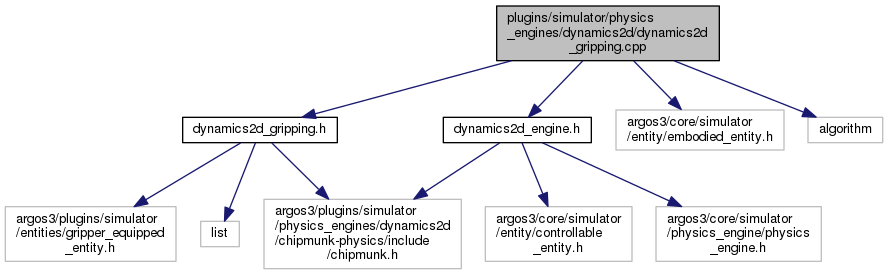 plugins/simulator/physics
_engines/dynamics2d/dynamics2d
_gripping.cpp
dynamics2d_gripping.h
dynamics2d_engine.h
argos3/core/simulator
/entity/embodied_entity.h
algorithm
argos3/plugins/simulator
/entities/gripper_equipped
_entity.h
list
argos3/plugins/simulator
/physics_engines/dynamics2d
/chipmunk-physics/include
/chipmunk.h
argos3/core/simulator
/entity/controllable
_entity.h
argos3/core/simulator
/physics_engine/physics
_engine.h